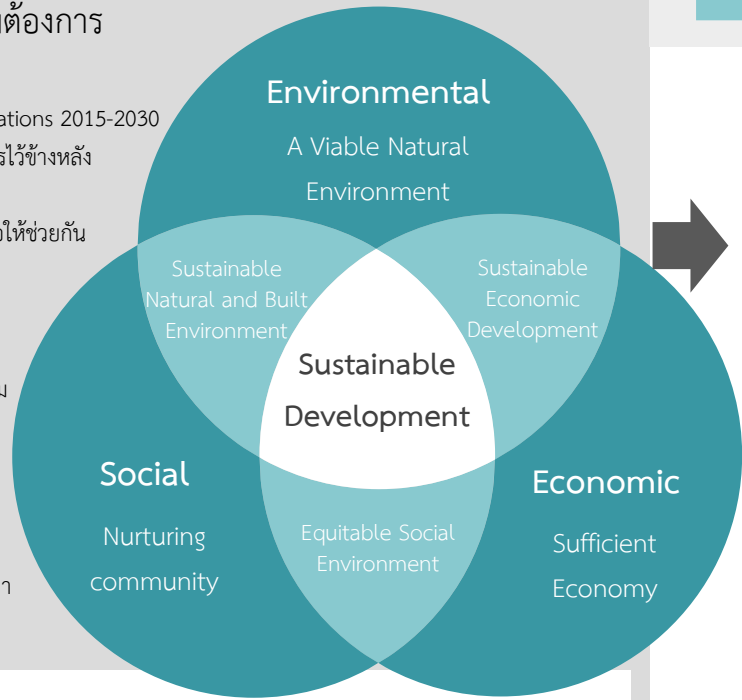 ต้องการ
ations 2015-2030
รไว้ข้างหลัง
ให้ช่วยกัน
Environmental
A Viable Natural
Environment
Sustainable
Natural and Built
Environment
Sustainable
Economic
Development
Sustainable
Development
Social
Nurturing
community
Equitable Social
Environment
Economic
Sufficient
Economy